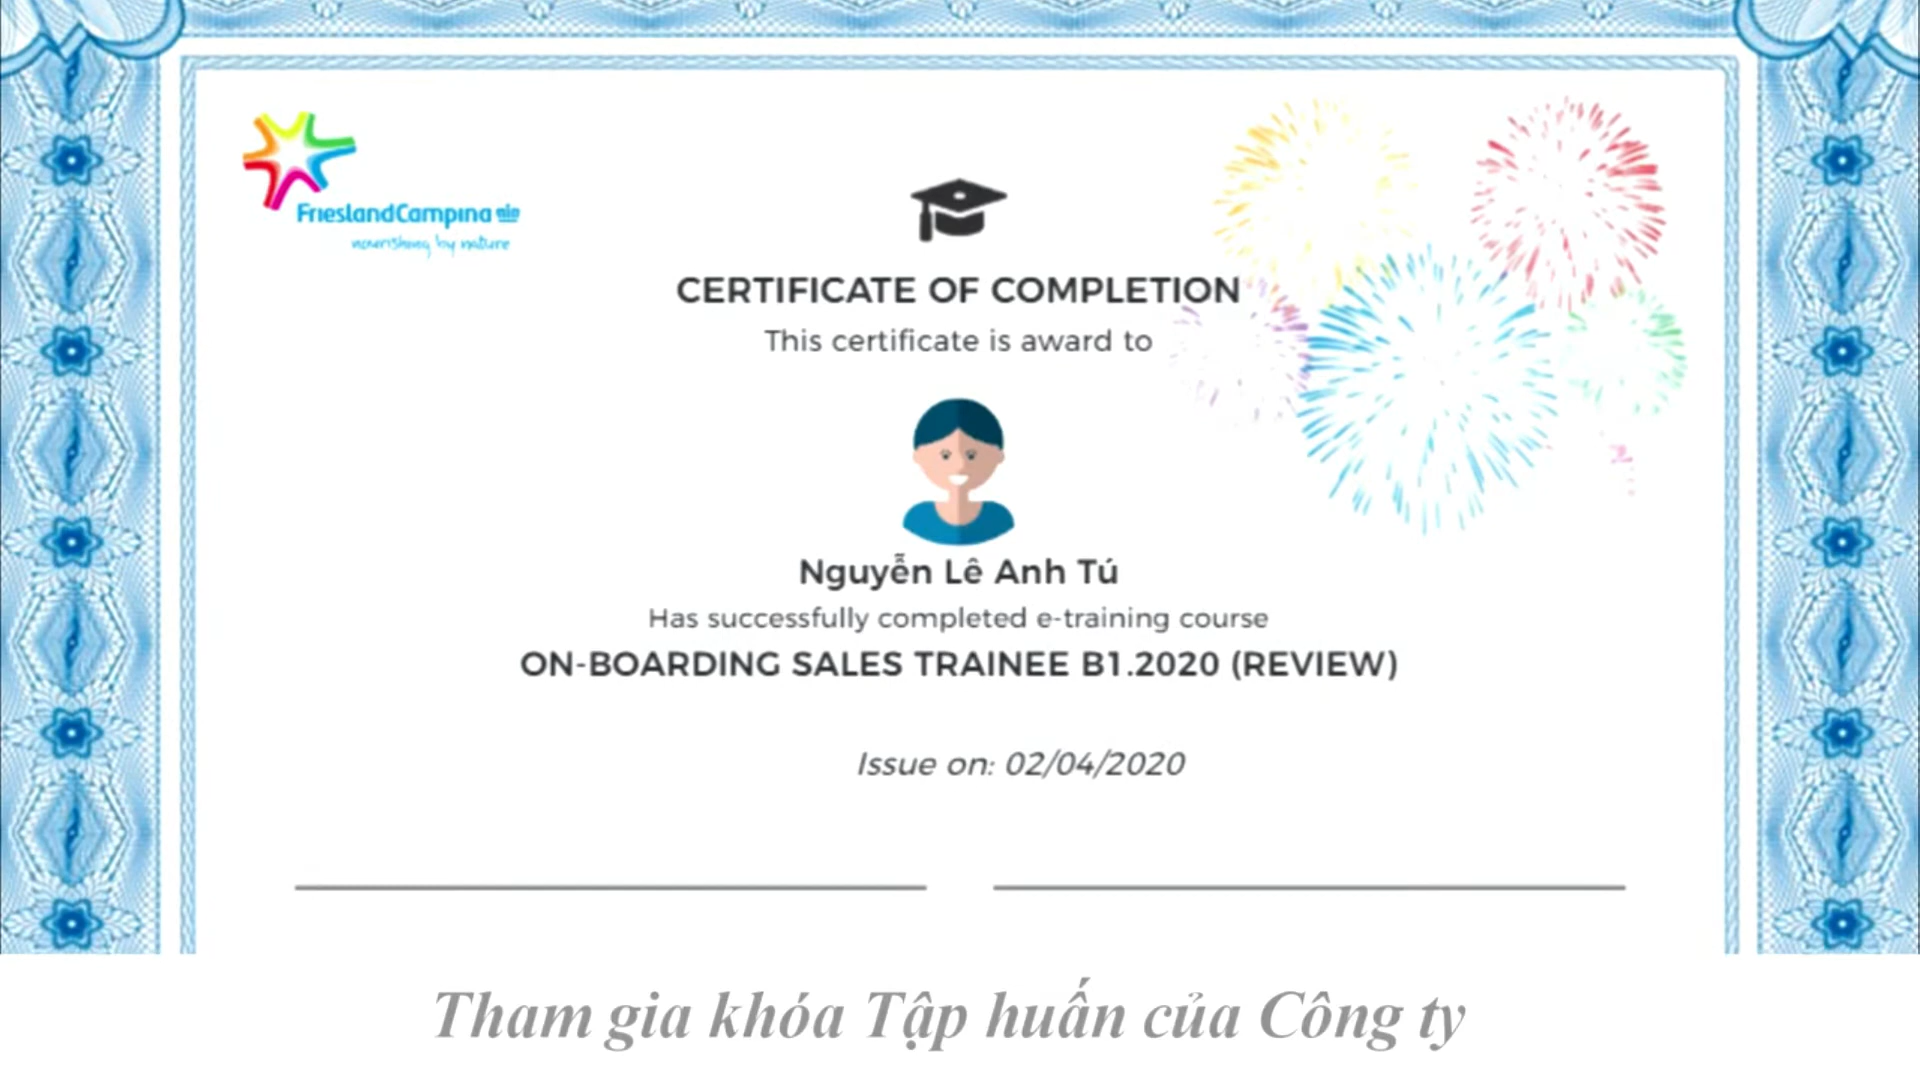 FrieslandCampina
nourishing by nature
CERTIFICATE OF COMPLETION
This certificate is award to
Nguyễn Lê Anh Tú
Has successfully completed e-training course
ON-BOARDING SALES TRAINEE B1.2020 (REVIEW)
Issue on: 02/04/2020
Tham gia khóa Tập huấn của Công ty